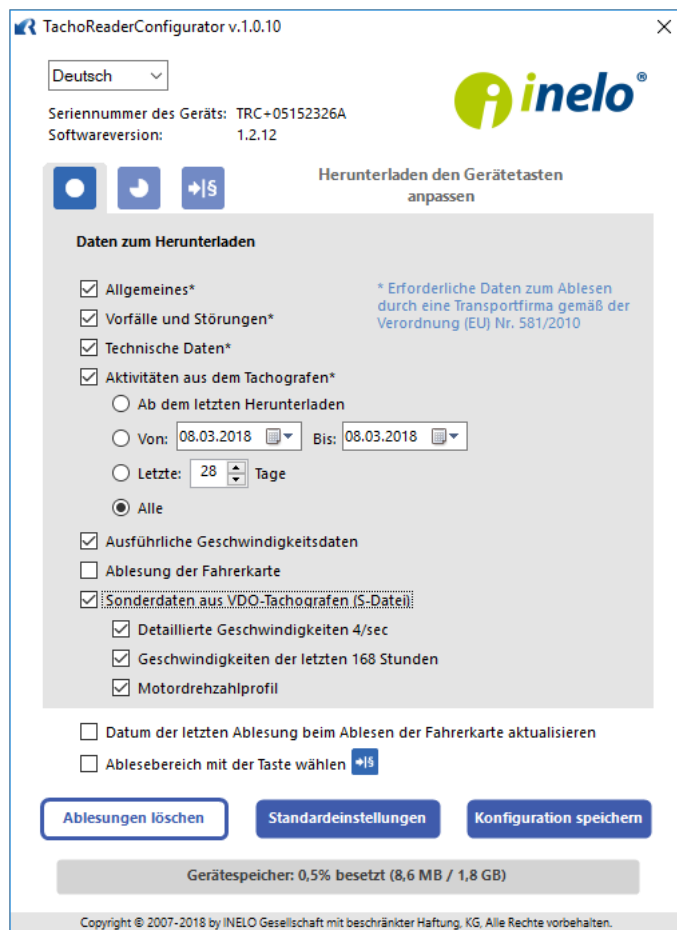 TachoReaderConfigurator v.1.0.10
Deutsch
inelo®
Seriennummer des Geräts: TRC+05152326A
Softwareversion: 1.2.12
Herunterladen den Gerätetasten
anpassen
Daten zum Herunterladen
Allgemeines*
Vorfälle und Störungen*
Technische Daten*
* Erforderliche Daten zum Ablesen
durch eine Transportfirma gemäß der
Verordnung (EU) Nr. 581/2010
Aktivitäten aus dem Tachografen*
Ab dem letzten Herunterladen
Von: 08.03.2018 Bis: 08.03.2018
Letzte: 28 Tage
Alle
Ausführliche Geschwindigkeitsdaten
Ablesung der Fahrerkarte
Sonderdaten aus VDO-Tachografen (S-Datei)
Detaillierte Geschwindigkeiten 4/sec
Geschwindigkeiten der letzten 168 Stunden
Motordrehzahlprofil
Datum der letzten Ablesung beim Ablesen der Fahrerkarte aktualisieren
Ablesebereich mit der Taste wählen
Ablesungen löschen Standardeinstellungen Konfiguration speichern
Gerätespeicher: 0,5% besetzt (8,6 MB / 1,8 GB)
Copyright © 2007-2018 by INELO Gesellschaft mit beschränkter Haftung, KG, Alle Rechte vorbehalten.